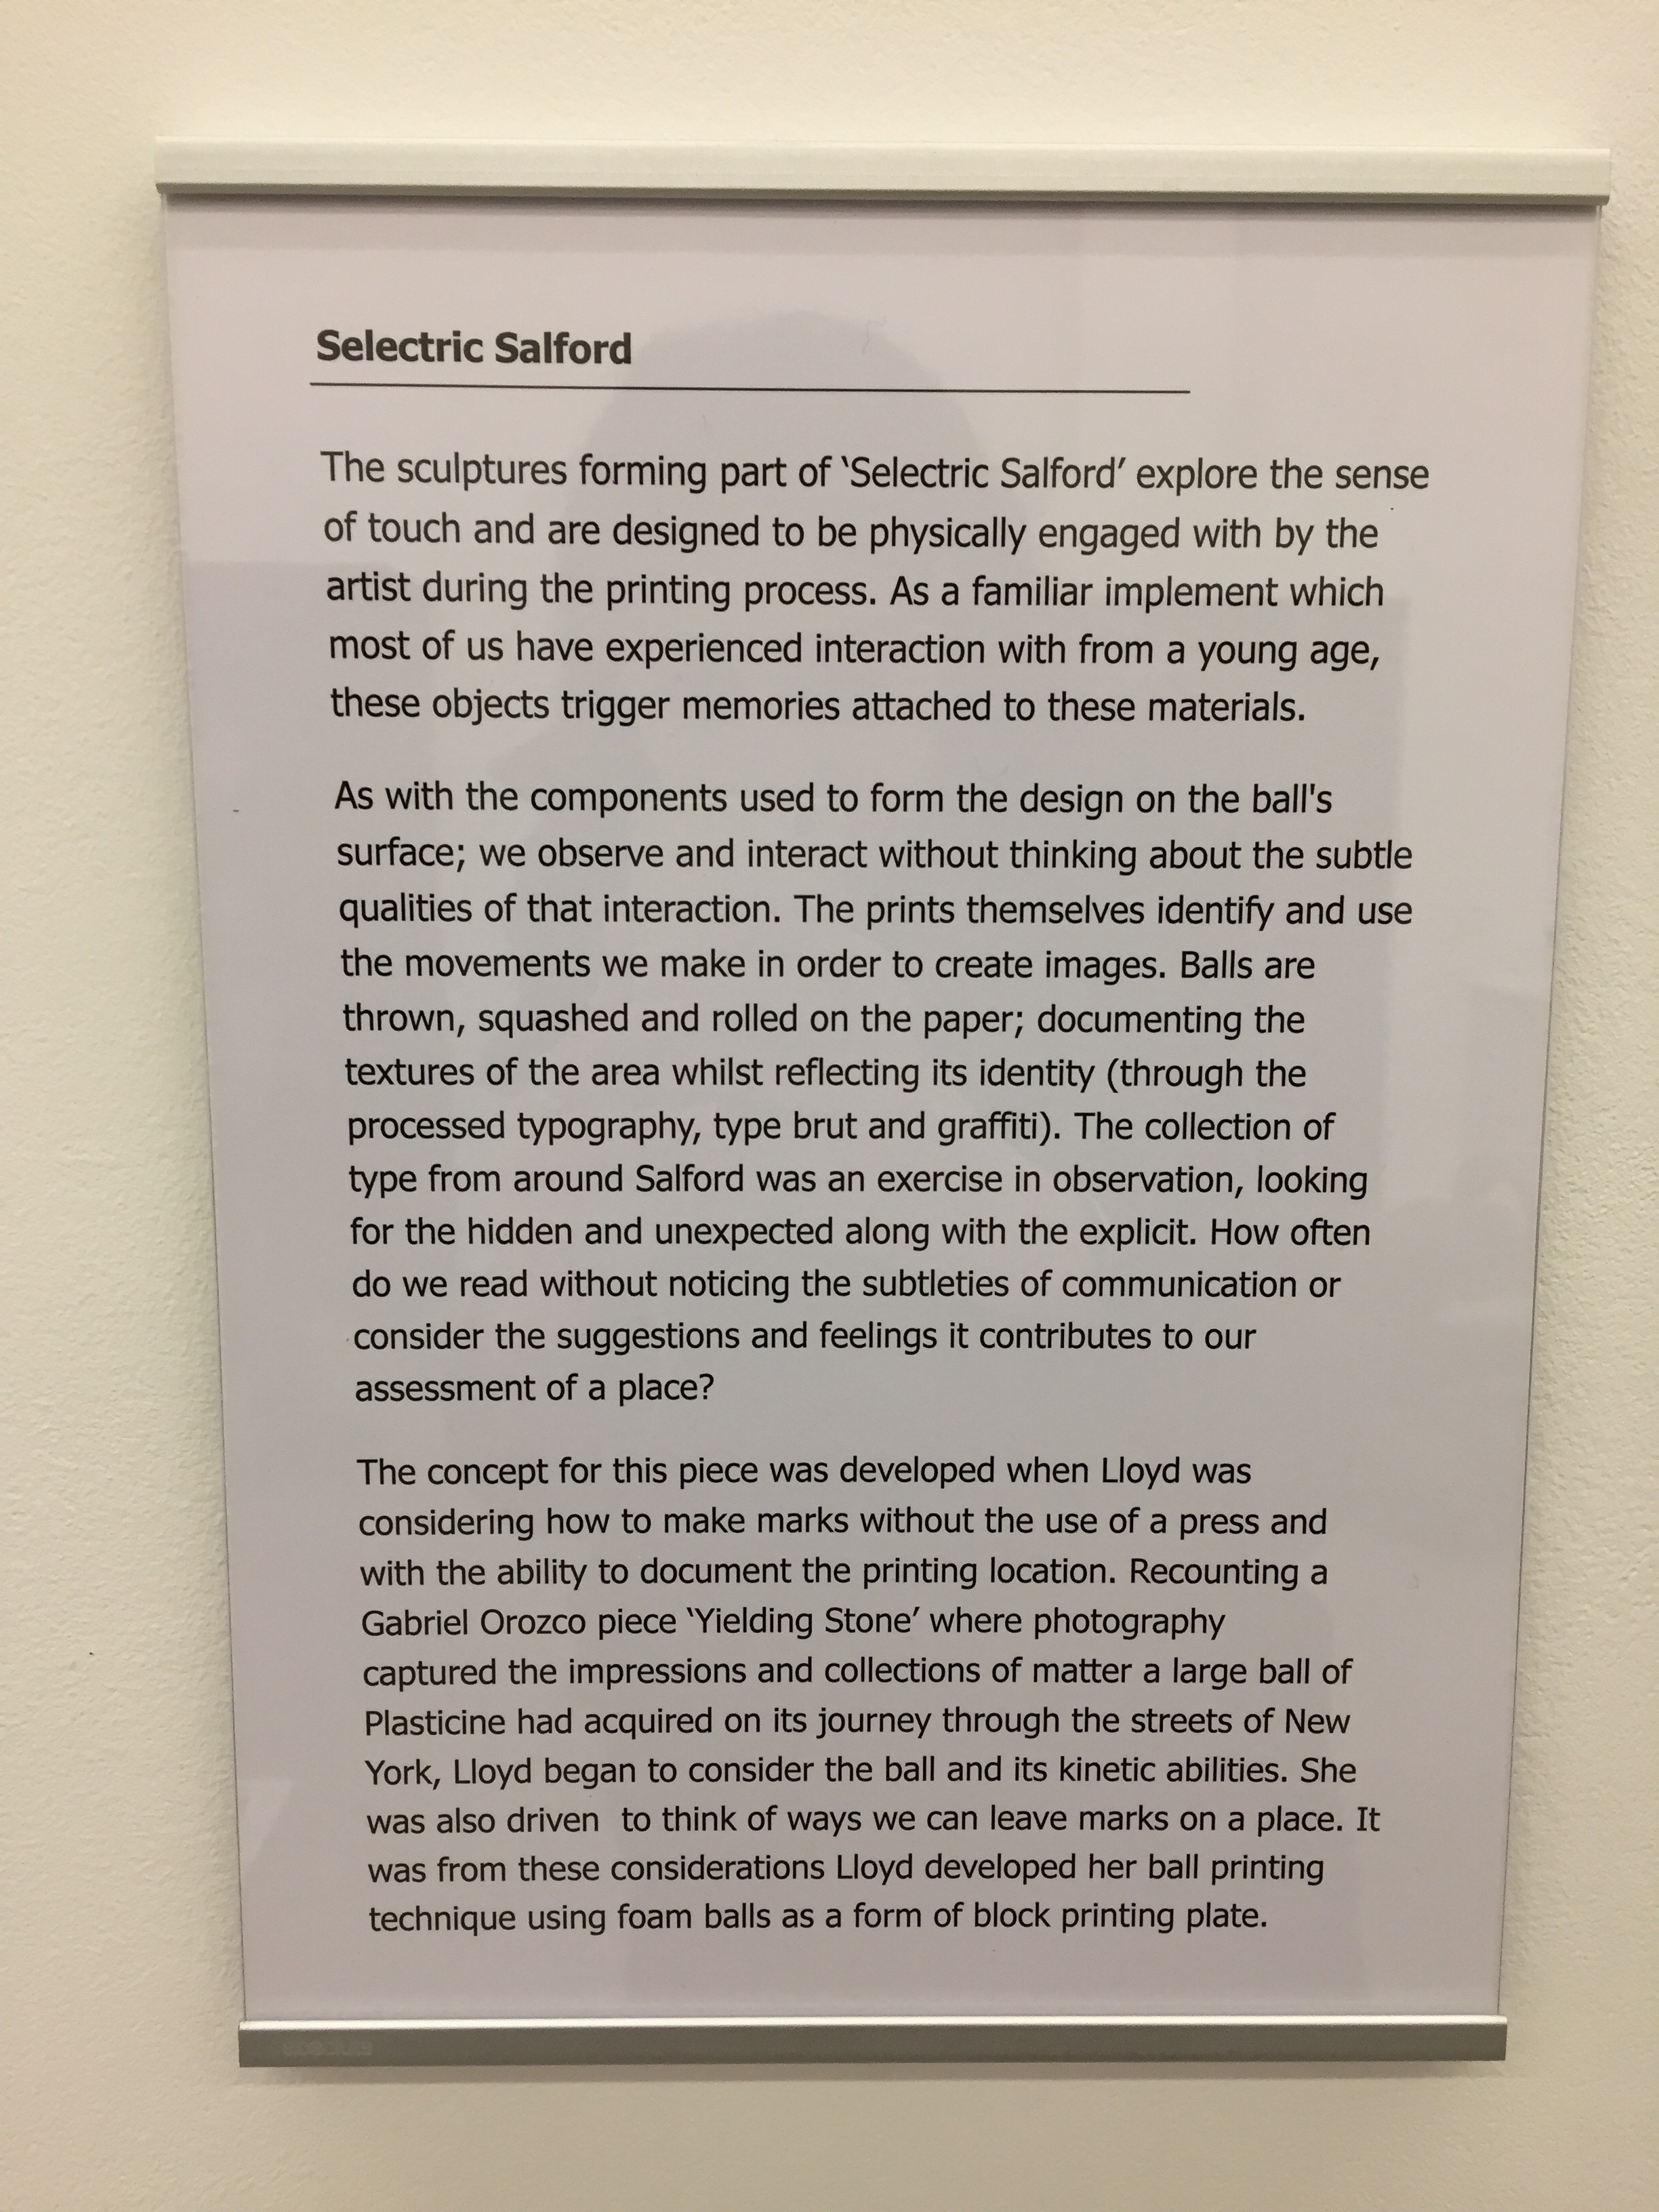 Selectric Salford
The sculptures forming part of ‘Selectric Salford’ explore the sense
of touch and are designed to be physically engaged with by the
artist during the printing process. As a familiar implement which
most of us have experienced interaction with from a young age,
these objects trigger memories attached to these materials.
As with the components used to form the design on the ball's
surface; we observe and interact without thinking about the subtle
qualities of that interaction. The prints themselves identify and use
the movements we make in order to create images. Balls are
thrown, squashed and rolled on the paper; documenting the
textures of the area whilst reflecting its identity (through the
processed typography, type brut and graffiti). The collection of
type from around Salford was an exercise in observation, looking
for the hidden and unexpected along with the explicit. How often
do we read without noticing the subtleties of communication or
consider the suggestions and feelings it contributes to our
assessment of a place?
The concept for this piece was developed when Lloyd was
considering how to make marks without the use of a press and
with the ability to document the printing location. Recounting a
Gabriel Orozco piece ‘Yielding Stone’ where photography
captured the impressions and collections of matter a large ball of
Plasticine had acquired on its journey through the streets of New
York, Lloyd began to consider the ball and its kinetic abilities. She
was also driven  to think of ways we can leave marks on a place. It
was from these considerations Lloyd developed her ball printing
technique using foam balls as a form of block printing plate.